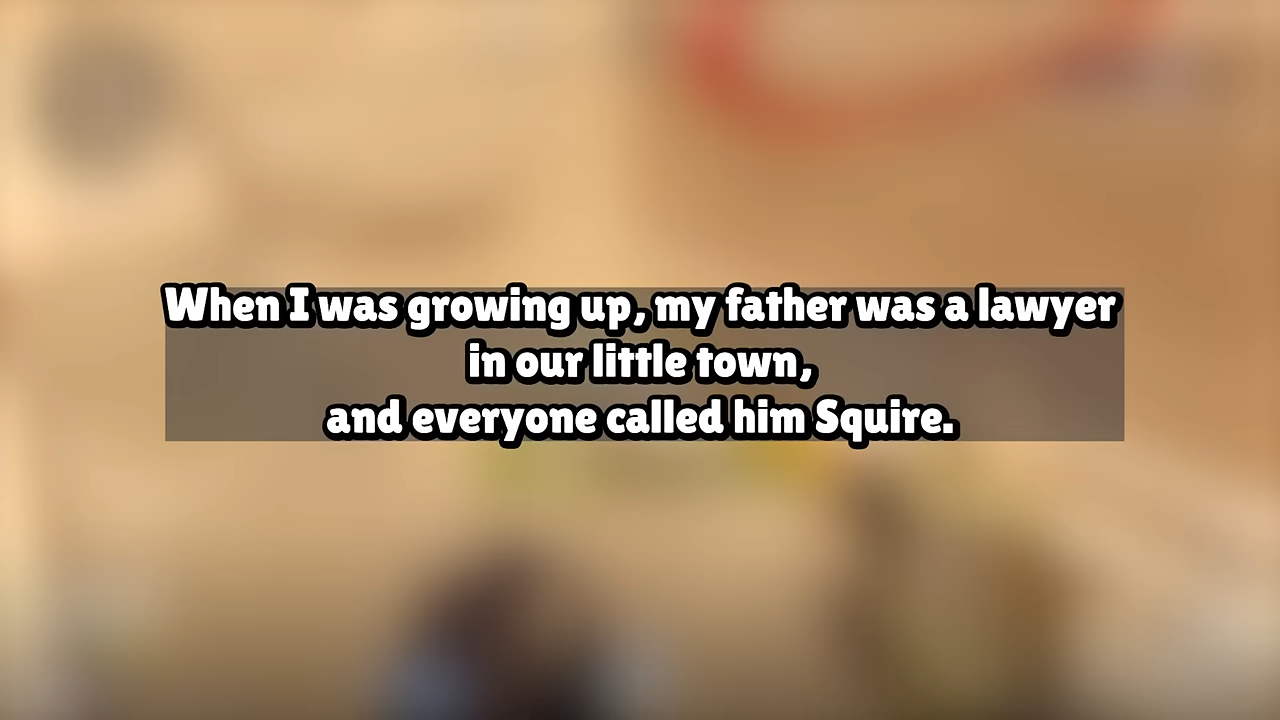 When I was growing up, my father was a lawyer
in our little town,
and everyone called him Squire.